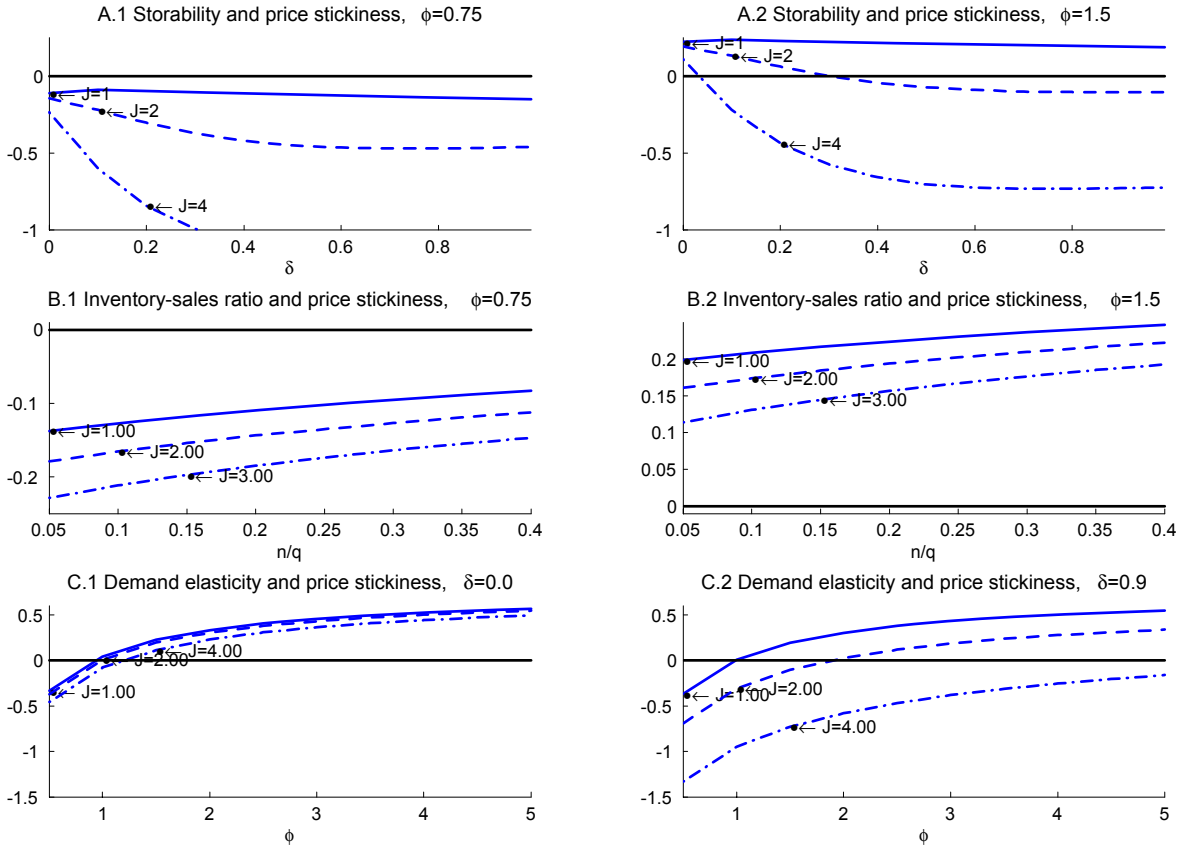 A.1 Storability and price stickiness, ϕ=0.75
0
-0.5
-1
← J=1
← J=2
← J=4
0 0.2 0.4 0.6 0.8
δ
A.2 Storability and price stickiness, ϕ=1.5
0
-0.5
-1
← J=1
← J=2
← J=4
0 0.2 0.4 0.6 0.8
δ
B.1 Inventory-sales ratio and price stickiness, ϕ=0.75
0
-0.1
-0.2
← J=1.00
← J=2.00
← J=3.00
0.05 0.1 0.15 0.2 0.25 0.3 0.35 0.4
n/q
B.2 Inventory-sales ratio and price stickiness, ϕ=1.5
0.2
0.15
0.1
0.05
0
← J=1.00
← J=2.00
← J=3.00
0.05 0.1 0.15 0.2 0.25 0.3 0.35 0.4
n/q
C.1 Demand elasticity and price stickiness, δ=0.0
0.5
0
-0.5
-1
-1.5
← J=4.00
← J=2.00
← J=1.00
1 2 3 4 5
ϕ
C.2 Demand elasticity and price stickiness, δ=0.9
0.5
0
-0.5
-1
-1.5
← J=2.00
← J=1.00
← J=4.00
1 2 3 4 5
ϕ